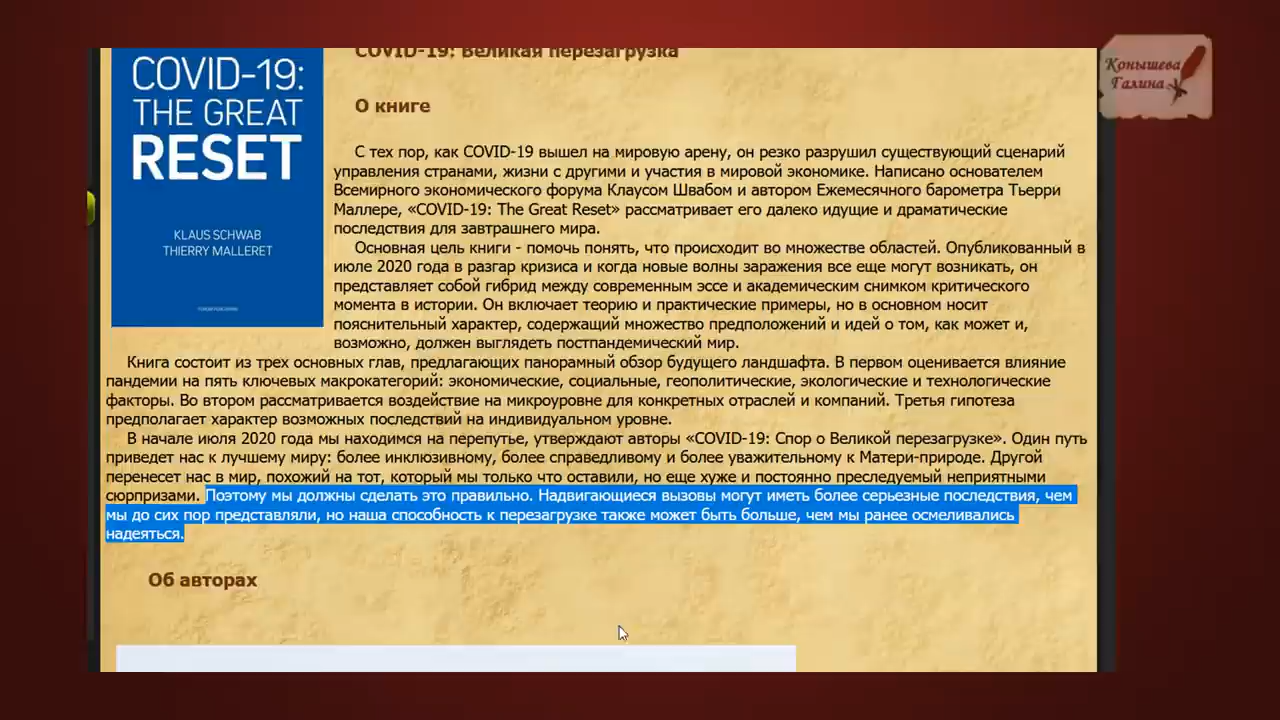 COVID-19: Великая перезагрузка
COVID-19:
THE GREAT
RESET
KLAUS SCHWAB
THIERRY MALLERET
Конышева
Галина
О книге
С тех пор, как COVID-19 вышел на мировую арену, он резко разрушил существующий сценарий
управления странами, жизни с другими и участия в мировой экономике. Написано основателем
Всемирного экономического форума Клаусом Швабом и автором Ежемесячного барометра Тьерри
Маллере, «COVID-19: The Great Reset» рассматривает его далеко идущие и драматические
последствия для завтрашнего мира.
Основная цель книги - помочь понять, что происходит во множестве областей. Опубликованный в
июле 2020 года в разгар кризиса и когда новые волны заражения все еще могут возникать, он
представляет собой гибрид между современным эссе и академическим снимком критического
момента в истории. Он включает теорию и практические примеры, но в основном носит
пояснительный характер, содержащий множество предположений и идей о том, как может и,
возможно, должен выглядеть постпандемический мир.
Книга состоит из трех основных глав, предлагающих панорамный обзор будущего ландшафта. В первом оценивается влияние
пандемии на пять ключевых макрокатегорий: экономические, социальные, геополитические, экологические и технологические
факторы. Во втором рассматривается воздействие на микроуровне для конкретных отраслей и компаний. Третья гипотеза
предполагает характер возможных последствий на индивидуальном уровне.
В начале июля 2020 года мы находимся на перепутье, утверждают авторы «COVID-19: Спор о Великой перезагрузке». Один путь
приведет нас к лучшему миру: более инклюзивному, более справедливому и более уважительному к Матери-природе. Другой
перенесет нас в мир, похожий на тот, который мы только что оставили, но еще хуже и постоянно преследуемый неприятными
сюрпризами. Поэтому мы должны сделать это правильно. Надвигающиеся вызовы могут иметь более серьезные последствия, чем
мы до сих пор представляли, но наша способность к перезагрузке также может быть больше, чем мы ранее осмеливались
надеяться.
Об авторах